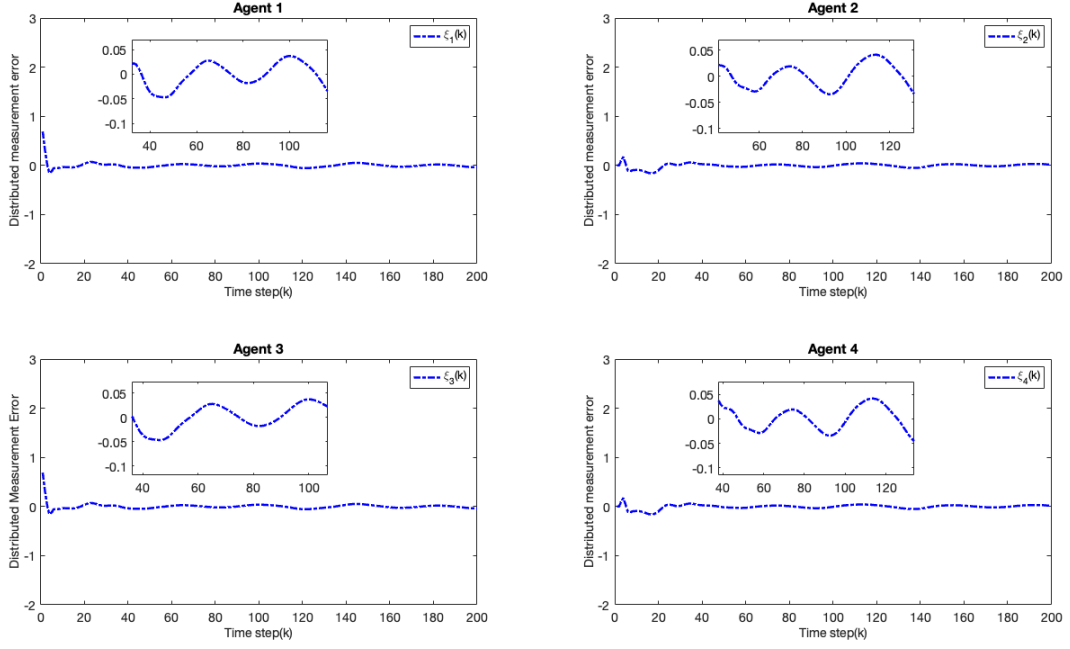 Agent 1
3
2
1
0
-1
-2
Distributed measurement error
ξ₁(k)
0.05
0
-0.05
-0.1
40 60 80 100
0 20 40 60 80 100 120 140 160 180 200
Time step(k)
Agent 2
3
2
1
0
-1
-2
Distributed measurement error
ξ₂(k)
0.05
0
-0.05
-0.1
60 80 100 120
0 20 40 60 80 100 120 140 160 180 200
Time step(k)
Agent 3
3
2
1
0
-1
-2
Distributed Measurement Error
ξ₃(k)
0.05
0
-0.05
-0.1
40 60 80 100
0 20 40 60 80 100 120 140 160 180 200
Time step(k)
Agent 4
3
2
1
0
-1
-2
Distributed measurement error
ξ₄(k)
0.05
0
-0.05
-0.1
40 60 80 100 120
0 20 40 60 80 100 120 140 160 180 200
Time step(k)